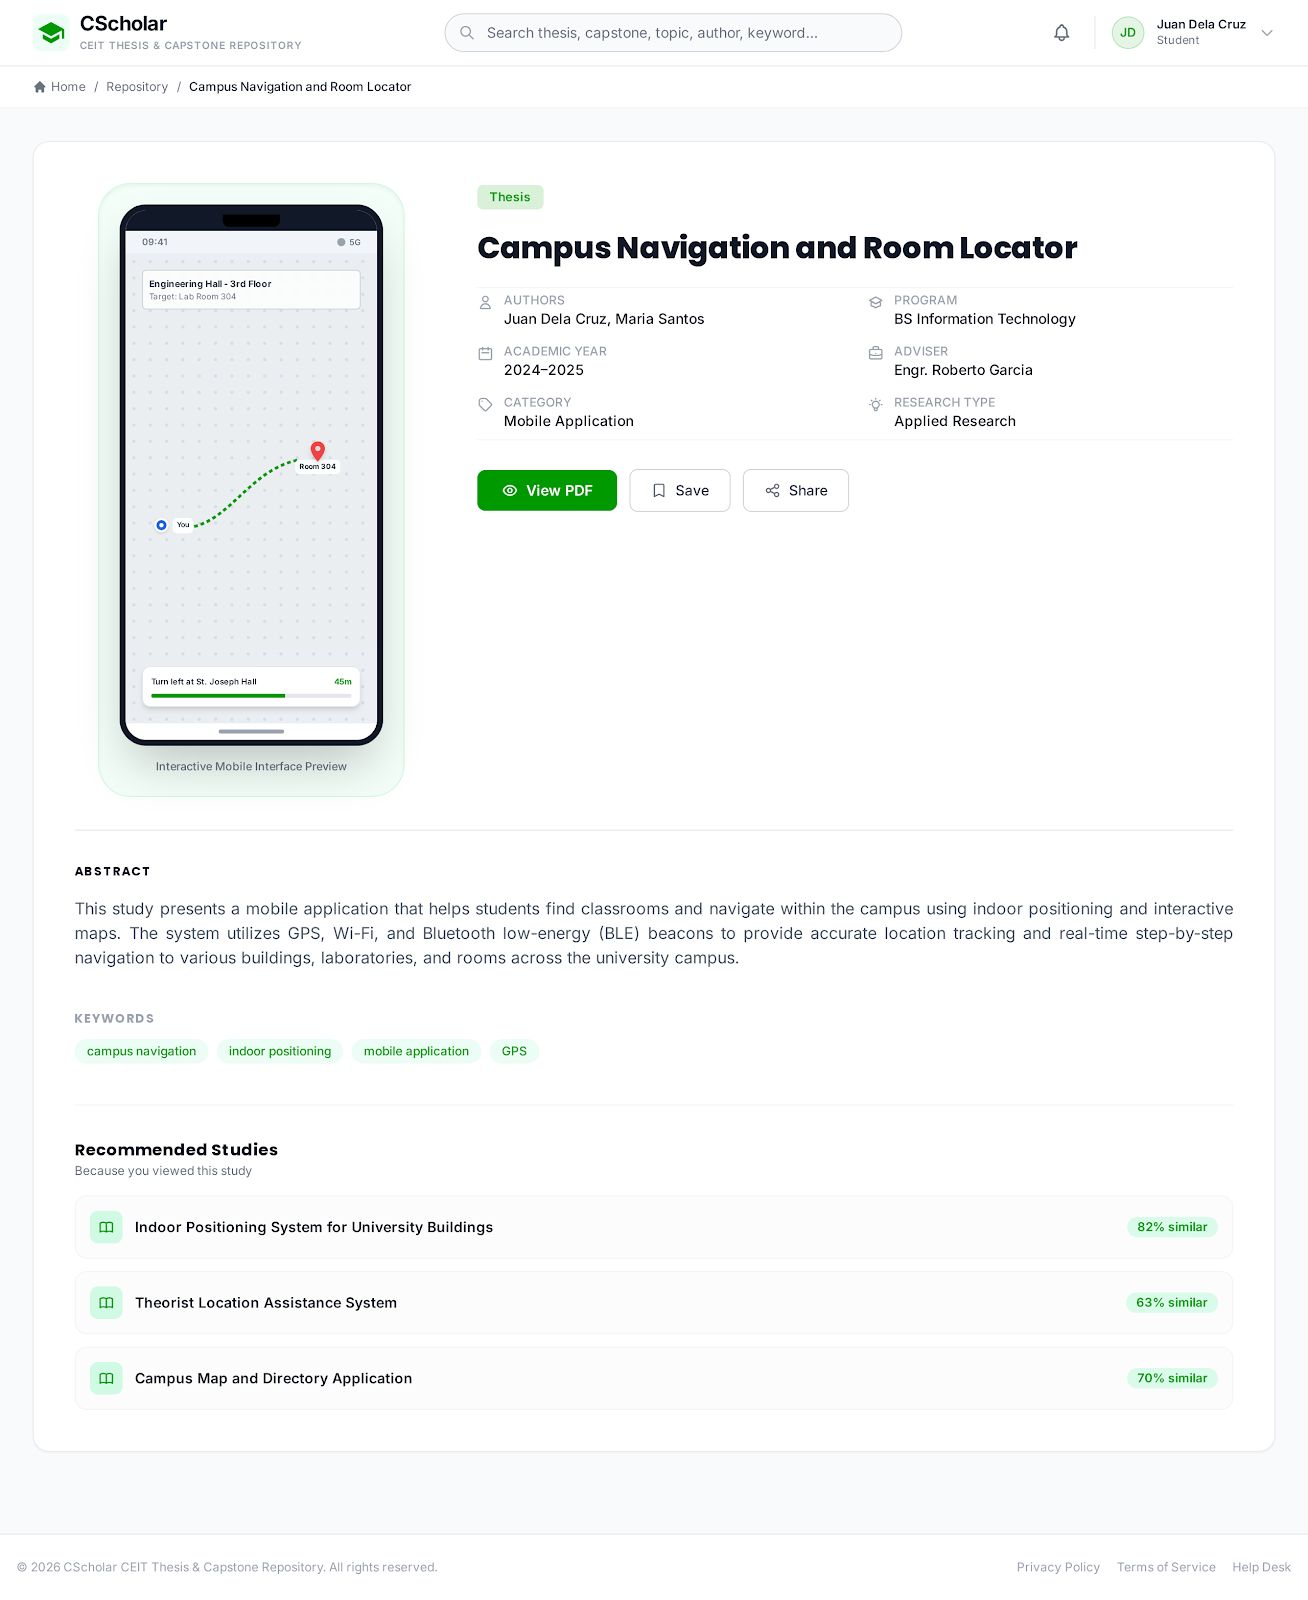 CScholar
CEIT THESIS & CAPSTONE REPOSITORY
Search thesis, capstone, topic, author, keyword...
JD
Juan Dela Cruz
Student
Home / Repository / Campus Navigation and Room Locator
09:41
5G
Engineering Hall - 3rd Floor
Target: Lab Room 304
Room 304
You
Turn left at St. Joseph Hall
45m
Interactive Mobile Interface Preview
Thesis
Campus Navigation and Room Locator
AUTHORS
Juan Dela Cruz, Maria Santos
PROGRAM
BS Information Technology
ACADEMIC YEAR
2024–2025
ADVISER
Engr. Roberto Garcia
CATEGORY
Mobile Application
RESEARCH TYPE
Applied Research
View PDF
Save
Share
ABSTRACT
This study presents a mobile application that helps students find classrooms and navigate within the campus using indoor positioning and interactive
maps. The system utilizes GPS, Wi-Fi, and Bluetooth low-energy (BLE) beacons to provide accurate location tracking and real-time step-by-step
navigation to various buildings, laboratories, and rooms across the university campus.
KEYWORDS
campus navigation
indoor positioning
mobile application
GPS
Recommended Studies
Because you viewed this study
Indoor Positioning System for University Buildings
82% similar
Theorist Location Assistance System
63% similar
Campus Map and Directory Application
70% similar
© 2026 CScholar CEIT Thesis & Capstone Repository. All rights reserved.
Privacy Policy
Terms of Service
Help Desk